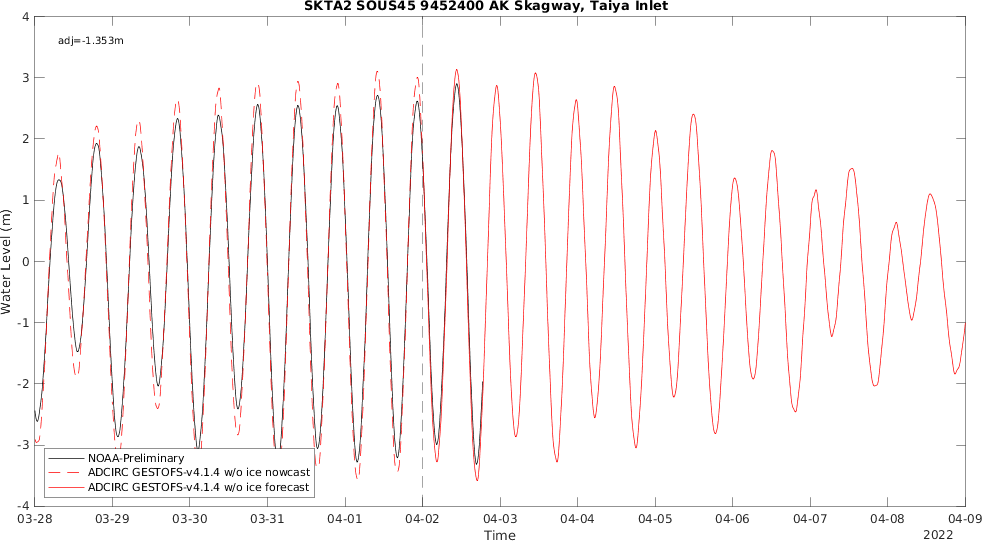 SKTA2 SOUS45 9452400 AK Skagway, Taiya Inlet
adj=-1.353m
4
3
2
1
0
-1
-2
-3
-4
Water Level (m)
NOAA-Preliminary
ADCIRC GESTOFS-v4.1.4 w/o ice nowcast
ADCIRC GESTOFS-v4.1.4 w/o ice forecast
03-28 03-29 03-30 03-31 04-01 04-02 04-03 04-04 04-05 04-06 04-07 04-08 04-09
Time
2022